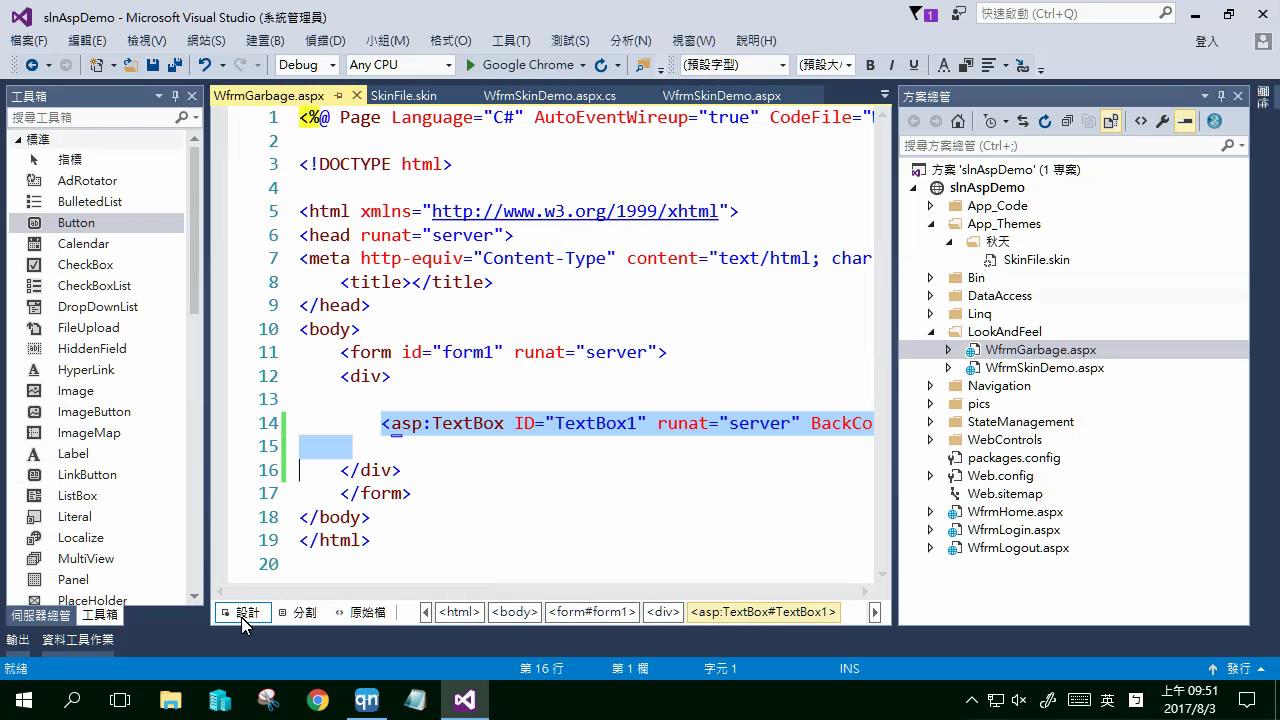 slnAspDemo - Microsoft Visual Studio (系統管理員)
1
快速啟動 (Ctrl+Q)
檔案(F) 編輯(E) 檢視(V) 網站(S) 建置(B) 偵錯(D) 小組(M) 格式(O) 工具(T) 測試(S) 分析(N) 視窗(W) 說明(H) 登入
Debug Any CPU Google Chrome (預設字型) (預設大 B I U A
工具箱
搜尋工具箱
標準
指標
AdRotator
BulletedList
Button
Calendar
CheckBox
CheckBoxList
DropDownList
FileUpload
HiddenField
HyperLink
Image
ImageButton
ImageMap
Label
LinkButton
ListBox
Literal
Localize
MultiView
Panel
PlaceHolder
伺服器總管 工具箱
輸出 資料工具作業
WfrmGarbage.aspx SkinFile.skin WfrmSkinDemo.aspx.cs WfrmSkinDemo.aspx
1 <%@ Page Language="C#" AutoEventWireup="true" CodeFile="
2
3 <!DOCTYPE html>
4
5 <html xmlns="http://www.w3.org/1999/xhtml">
6 <head runat="server">
7 <meta http-equiv="Content-Type" content="text/html; char
8 <title></title>
9 </head>
10 <body>
11 <form id="form1" runat="server">
12 <div>
13
14 <asp:TextBox ID="TextBox1" runat="server" BackCo
15
16 </div>
17 </form>
18 </body>
19 </html>
20
設計 分割 原始檔 <html> <body> <form#form1> <div> <asp:TextBox#TextBox1>
方案總管
搜尋方案總管 (Ctrl+;)
方案 'slnAspDemo' (1 專案)
slnAspDemo
App_Code
App_Themes
秋天
SkinFile.skin
Bin
DataAccess
Linq
LookAndFeel
WfrmGarbage.aspx
WfrmSkinDemo.aspx
Navigation
pics
StateManagement
WebControls
packages.config
Web.config
Web.sitemap
WfrmHome.aspx
WfrmLogin.aspx
WfrmLogout.aspx
就緒 第 16 行 第 1 欄 字元 1 INS 發行
qn 英 上午 09:51
2017/8/3